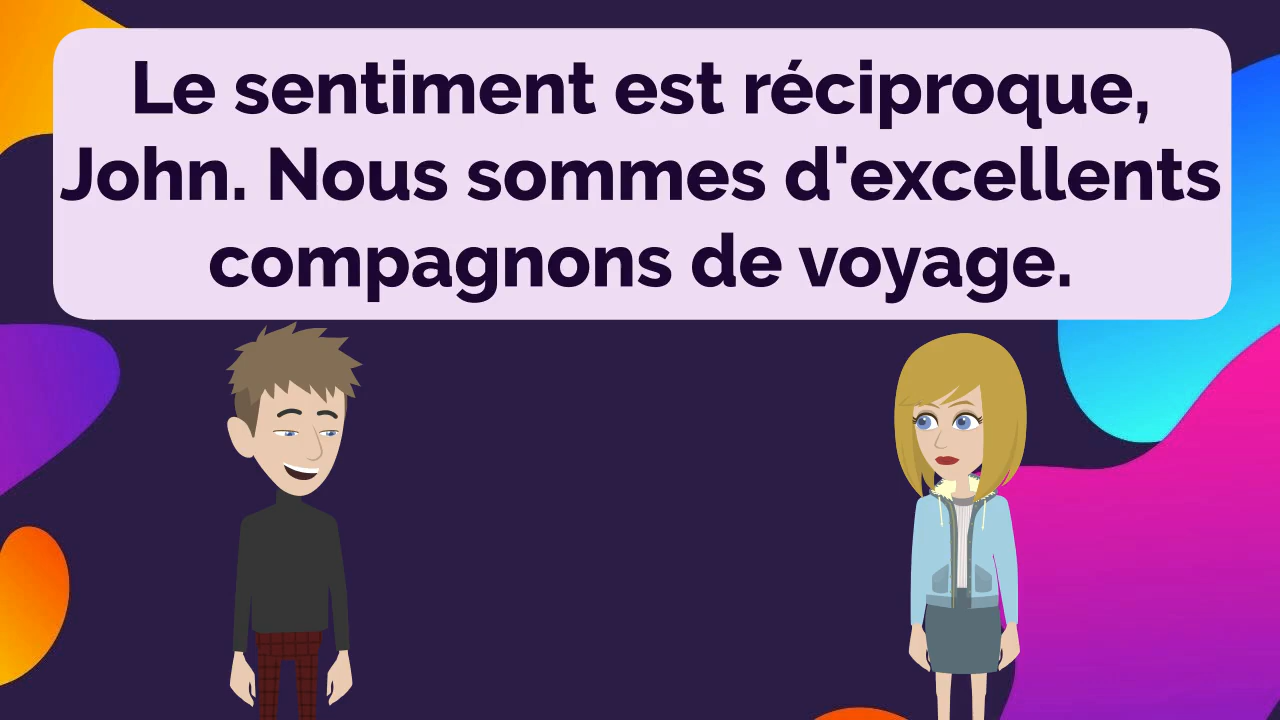 Le sentiment est réciproque,
John. Nous sommes d'excellents
compagnons de voyage.